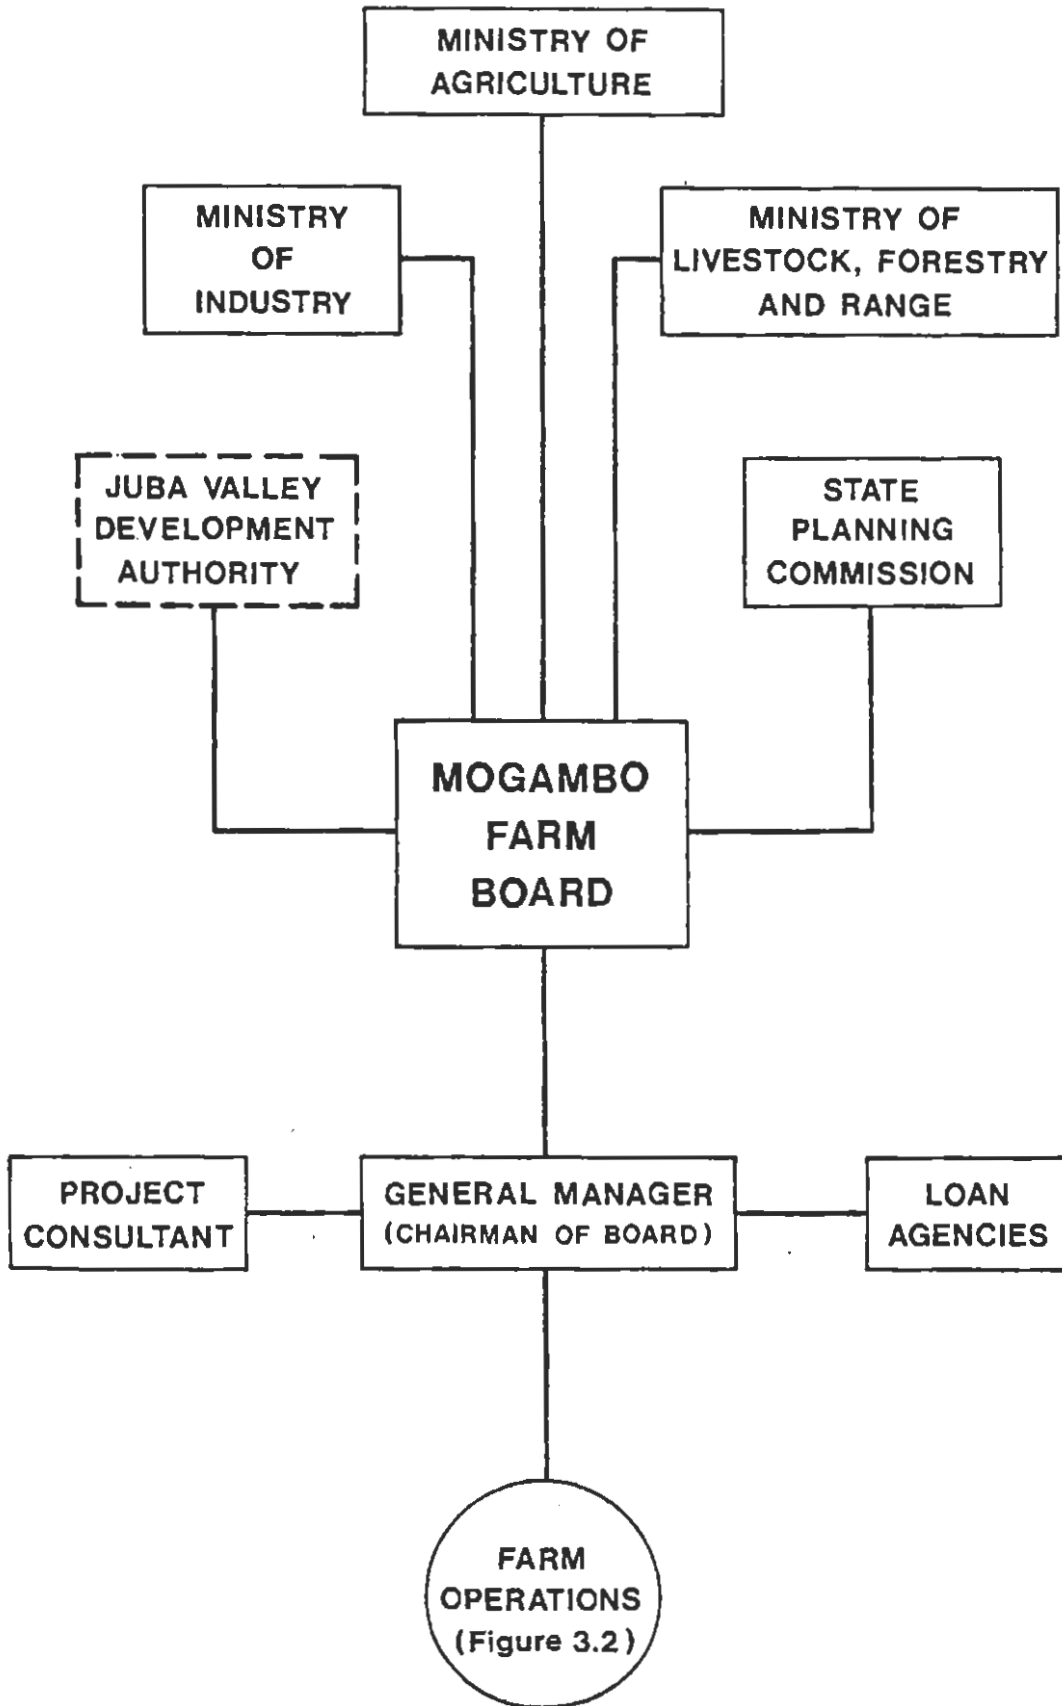 MINISTRY OF
AGRICULTURE
MINISTRY
OF
INDUSTRY
MINISTRY OF
LIVESTOCK, FORESTRY
AND RANGE
JUBA VALLEY
DEVELOPMENT
AUTHORITY
STATE
PLANNING
COMMISSION
MOGAMBO
FARM
BOARD
PROJECT
CONSULTANT
GENERAL MANAGER
(CHAIRMAN OF BOARD)
LOAN
AGENCIES
FARM
OPERATIONS
(Figure 3.2)